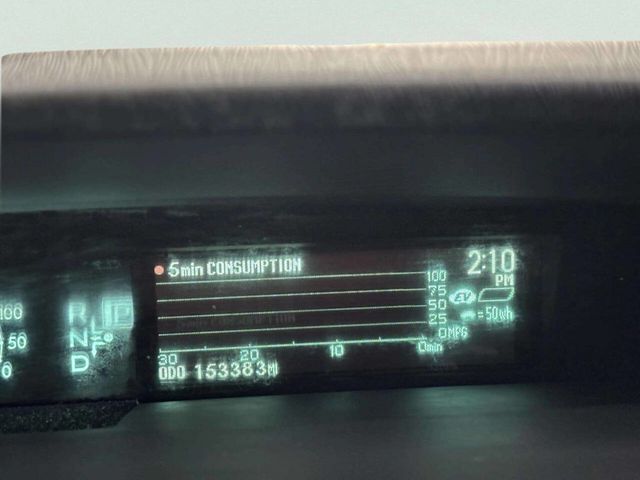 5min CONSUMPTION
2:10
PM
100
75
50
25
0MPG
= 50Wh
30 20 10 0min
ODO 153383MI
100
50
0
R
N
D
P
EV